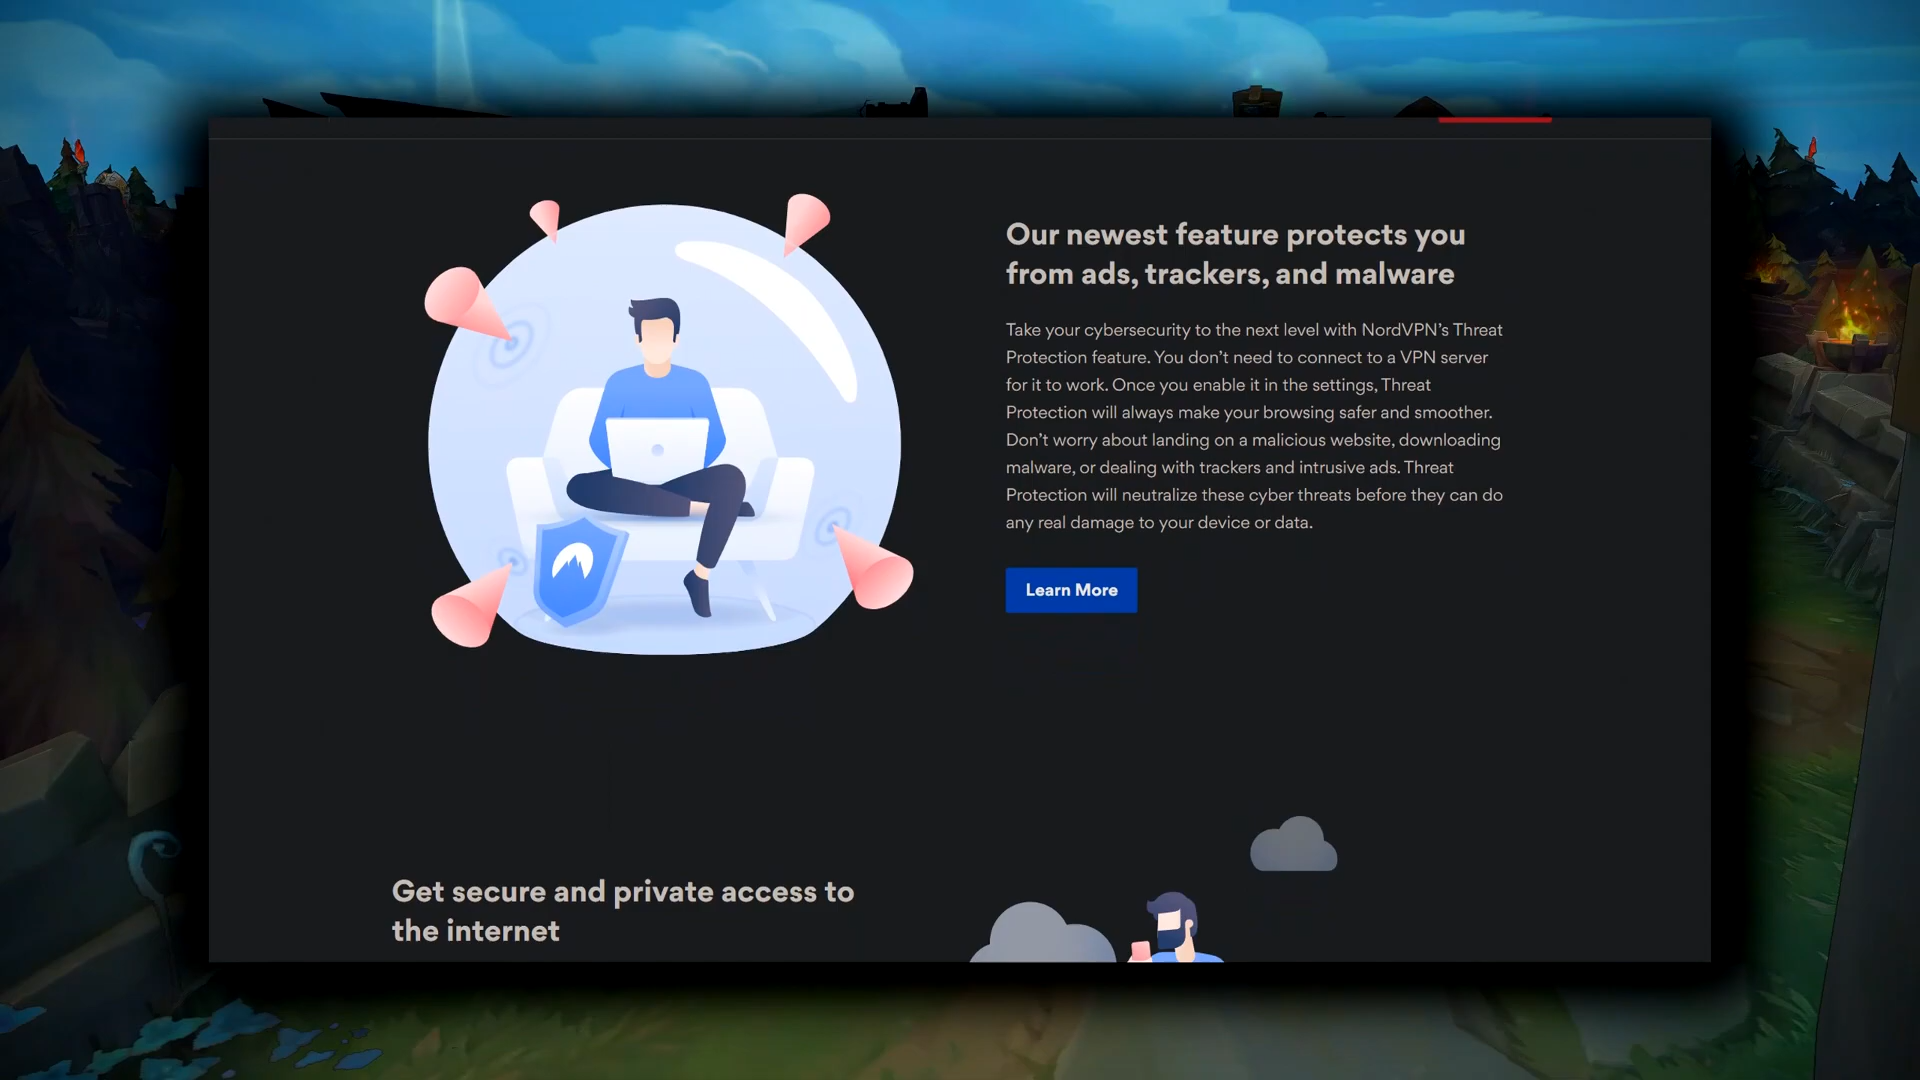 Our newest feature protects you
from ads, trackers, and malware
Take your cybersecurity to the next level with NordVPN’s Threat
Protection feature. You don’t need to connect to a VPN server
for it to work. Once you enable it in the settings, Threat
Protection will always make your browsing safer and smoother.
Don’t worry about landing on a malicious website, downloading
malware, or dealing with trackers and intrusive ads. Threat
Protection will neutralize these cyber threats before they can do
any real damage to your device or data.
Learn More
Get secure and private access to
the internet